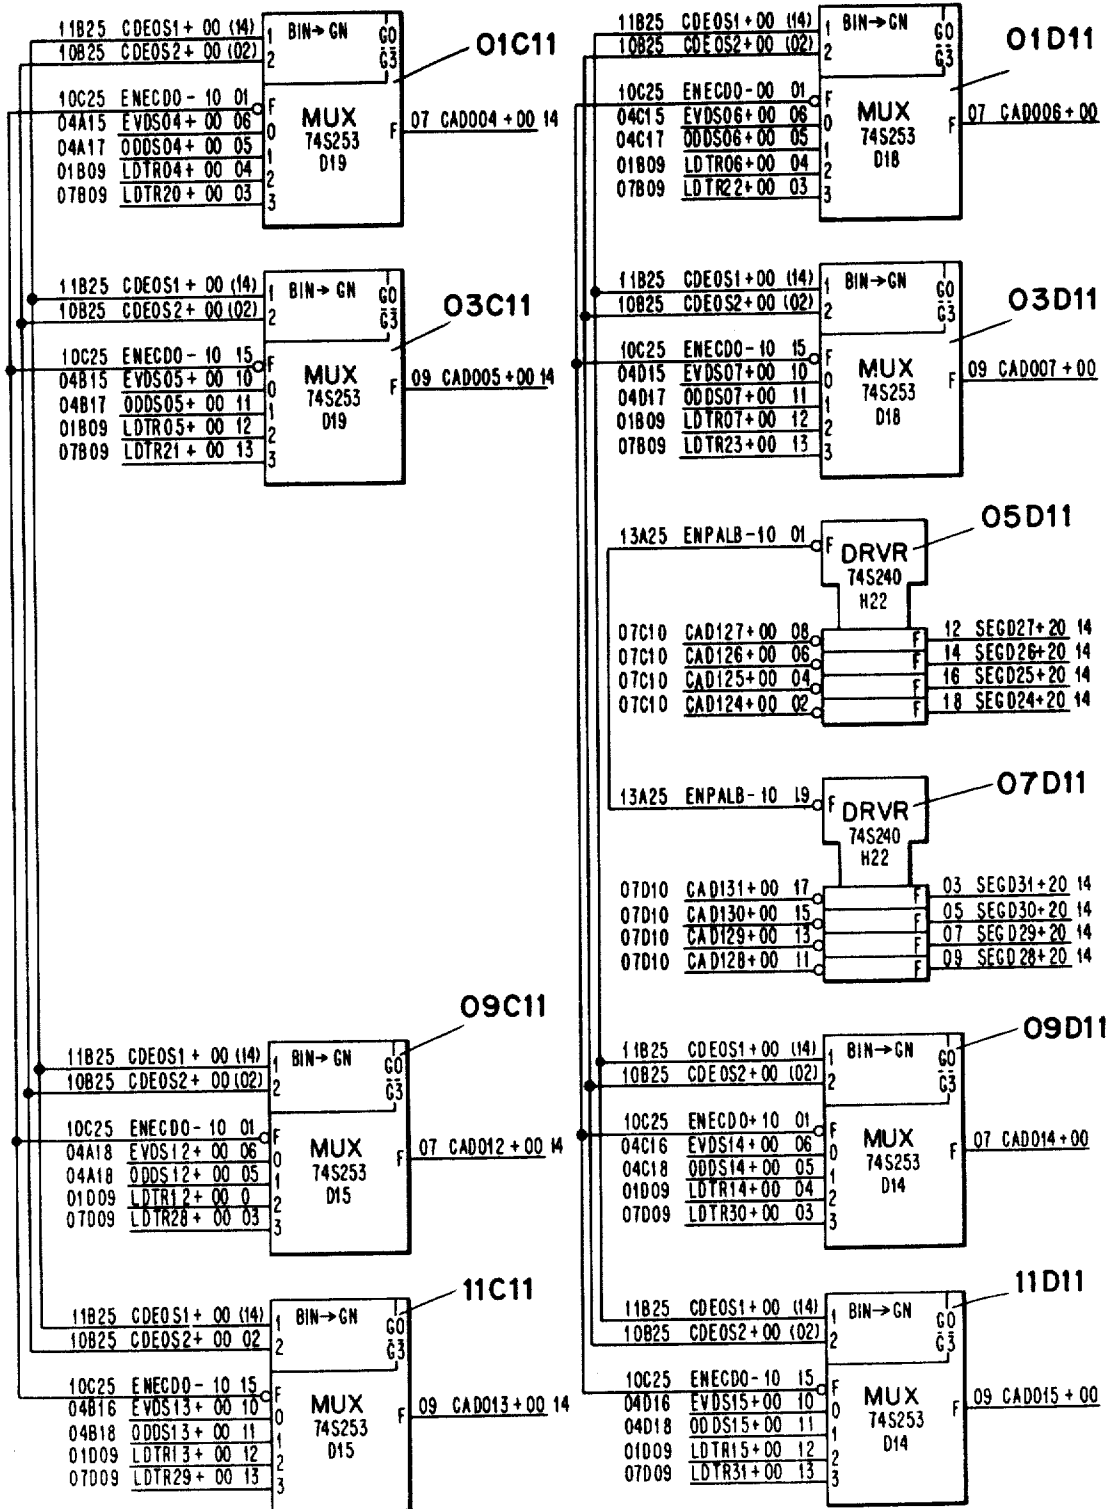 11B25 CDEOS1+ 00 (14) 1 BIN→GN G0
10B25 CDEOS2+ 00 (02) 2 G3
01C11
10C25 ENECD0- 10 01 F
04A15 EVDS04+ 00 06 0
04A17 ODDS04+ 00 05 1
01B09 LDTR04+ 00 04 2
07B09 LDTR20+ 00 03 3
MUX
74S253
D19
F 07 CAD004+00 14
11B25 CDEOS1+ 00 (14) 1 BIN→GN G0
10B25 CDEOS2+ 00 (02) 2 G3
03C11
10C25 ENECD0- 10 15 F
04B15 EVDS05+ 00 10 0
04B17 ODDS05+ 00 11 1
01B09 LDTR05+ 00 12 2
07B09 LDTR21+ 00 13 3
MUX
74S253
D19
F 09 CAD005+00 14
09C11
11B25 CDEOS1+ 00 (14) 1 BIN→GN G0
10B25 CDEOS2+ 00 (02) 2 G3
10C25 ENECD0- 10 01 F
04A18 EVDS12+ 00 06 0
04A18 ODDS12+ 00 05 1
01D09 LDTR12+ 00 0 2
07D09 LDTR28+ 00 03 3
MUX
74S253
D15
F 07 CAD012+00 14
11C11
11B25 CDEOS1+ 00 (14) 1 BIN→GN G0
10B25 CDEOS2+ 00 02 2 G3
10C25 ENECD0- 10 15 F
04B16 EVDS13+ 00 10 0
04B18 ODDS13+ 00 11 1
01D09 LDTR13+ 00 12 2
07D09 LDTR29+ 00 13 3
MUX
74S253
D15
F 09 CAD013+00 14
11B25 CDEOS1+00 (14) 1 BIN→GN G0
10B25 CDEOS2+00 (02) 2 G3
01D11
10C25 ENECD0-00 01 F
04C15 EVDS06+00 06 0
04C17 ODDS06+00 05 1
01B09 LDTR06+00 04 2
07B09 LDTR22+00 03 3
MUX
74S253
D18
F 07 CAD006+00
11B25 CDEOS1+00 (14) 1 BIN→GN G0
10B25 CDEOS2+00 (02) 2 G3
03D11
10C25 ENECD0-10 15 F
04D15 EVDS07+00 10 0
04D17 ODDS07+00 11 1
01B09 LDTR07+00 12 2
07B09 LDTR23+00 13 3
MUX
74S253
D18
F 09 CAD007+00
05D11
13A25 ENPALB-10 01 F
DRVR
74S240
H22
07C10 CAD127+00 08 F 12 SEGD27+20 14
07C10 CAD126+00 06 F 14 SEGD26+20 14
07C10 CAD125+00 04 F 16 SEGD25+20 14
07C10 CAD124+00 02 F 18 SEGD24+20 14
07D11
13A25 ENPALB-10 19 F
DRVR
74S240
H22
07D10 CAD131+00 17 F 03 SEGD31+20 14
07D10 CAD130+00 15 F 05 SEGD30+20 14
07D10 CAD129+00 13 F 07 SEGD29+20 14
07D10 CAD128+00 11 F 09 SEGD28+20 14
09D11
11B25 CDEOS1+00 (14) 1 BIN→GN G0
10B25 CDEOS2+00 (02) 2 G3
10C25 ENECD0+10 01 F
04C16 EVDS14+00 06 0
04C18 ODDS14+00 05 1
01D09 LDTR14+00 04 2
07D09 LDTR30+00 03 3
MUX
74S253
D14
F 07 CAD014+00
11D11
11B25 CDEOS1+00 (14) 1 BIN→GN G0
10B25 CDEOS2+00 (02) 2 G3
10C25 ENECD0-10 15 F
04D16 EVDS15+00 10 0
04D18 ODDS15+00 11 1
01D09 LDTR15+00 12 2
07D09 LDTR31+00 13 3
MUX
74S253
D14
F 09 CAD015+00